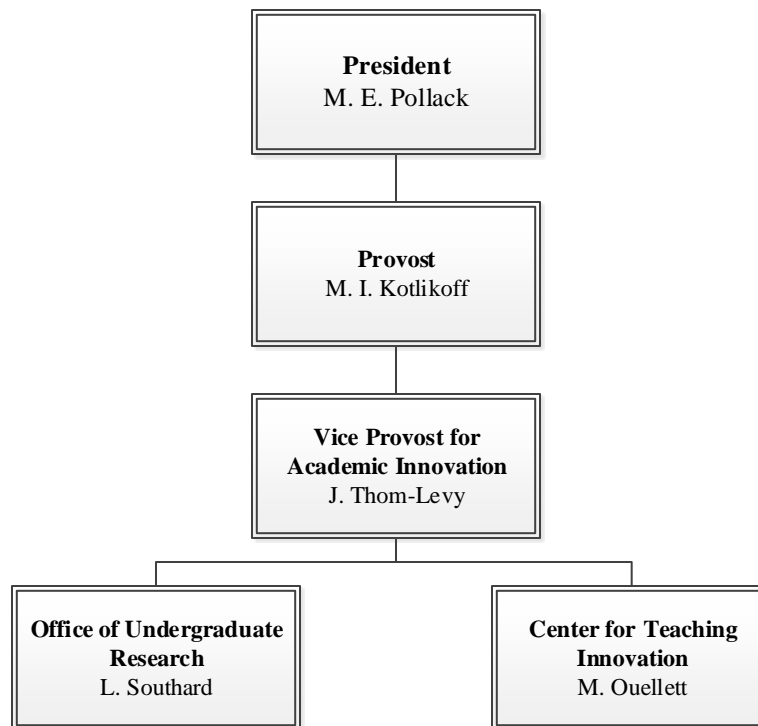 President
M. E. Pollack
Provost
M. I. Kotlikoff
Vice Provost for
Academic Innovation
J. Thom-Levy
Office of Undergraduate
Research
L. Southard
Center for Teaching
Innovation
M. Ouellett